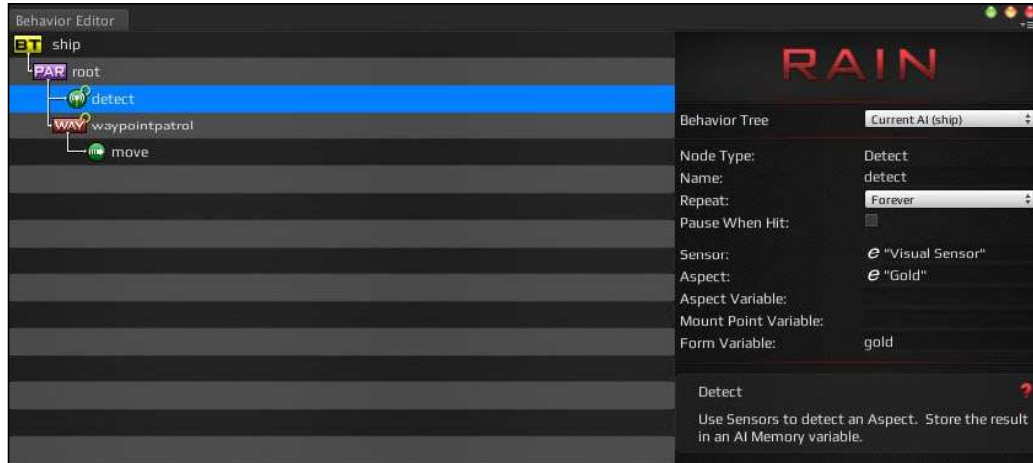 Behavior Editor
BT ship
PAR root
detect
WAY waypointpatrol
move
RAIN
Behavior Tree Current AI (ship)
Node Type: Detect
Name: detect
Repeat: Forever
Pause When Hit:
Sensor: e "Visual Sensor"
Aspect: e "Gold"
Aspect Variable:
Mount Point Variable:
Form Variable: gold
Detect ?
Use Sensors to detect an Aspect. Store the result
in an AI Memory variable.